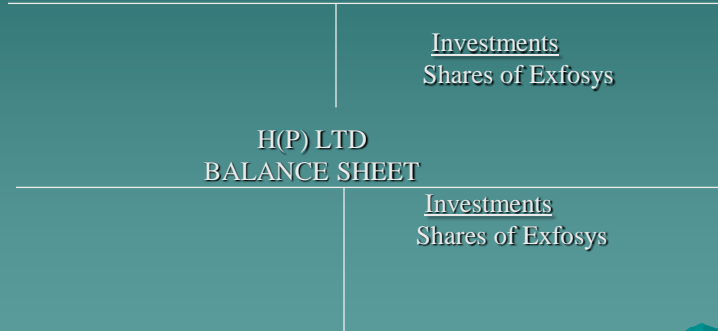 Investments
Shares of Exfosys
H(P) LTD
BALANCE SHEET
Investments
Shares of Exfosys